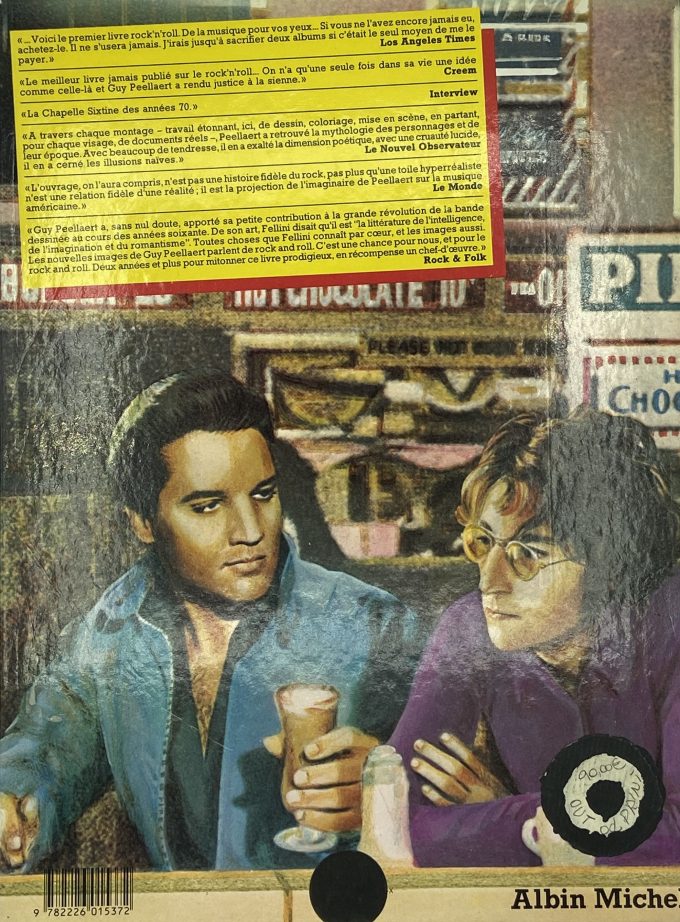 «... Voici le premier livre rock'n'roll. De la musique pour vos yeux... Si vous ne l'avez encore jamais eu,
achetez-le. Il ne s'usera jamais. J'irais jusqu'à sacrifier deux albums si c'était le seul moyen de me le
payer.»
Los Angeles Times
«Le meilleur livre jamais publié sur le rock'n'roll... On n'a qu'une seule fois dans sa vie une idée
comme celle-là et Guy Peellaert a rendu justice à la sienne.»
Creem
Interview
«La Chapelle Sixtine des années 70.»
«A travers chaque montage – travail étonnant, ici, de dessin, coloriage, mise en scène, en partant,
pour chaque visage, de documents réels –, Peellaert a retrouvé la mythologie des personnages et de
leur époque. Avec beaucoup de tendresse, il en a exalté la dimension poétique, avec une cruauté lucide,
il en a cerné les illusions naïves.»
Le Nouvel Observateur
«L'ouvrage, on l'aura compris, n'est pas une histoire fidèle du rock, pas plus qu'une toile hyperréaliste
n'est une relation fidèle d'une réalité; il est la projection de l'imaginaire de Peellaert sur la musique
américaine.»
Le Monde
«Guy Peellaert a, sans nul doute, apporté sa petite contribution à la grande révolution de la bande
dessinée au cours des années soixante. De son art, Fellini disait qu'il est "la littérature de l'intelligence,
de l'imagination et du romantisme". Toutes choses que Fellini connaît par cœur, et les images aussi.
Les nouvelles images de Guy Peellaert parlent de rock and roll. C'est une chance pour nous, et pour le
rock and roll. Deux années et plus pour mitonner ce livre prodigieux, en récompense un chef-d'œuvre.»
Rock & Folk
HOT CHOCOLATE 10¢
PI
PLEASE
H
CHOC
OUT OF PRINT
9 782226 015372
Albin Michel